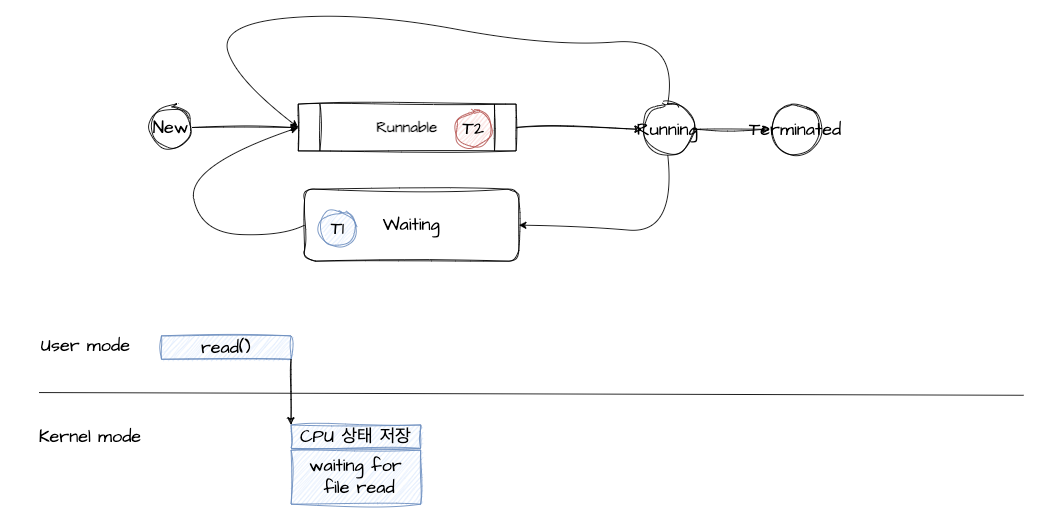 New
Runnable
T2
Running
Terminated
T1
Waiting
User mode
read()
Kernel mode
CPU 상태 저장
waiting for
file read